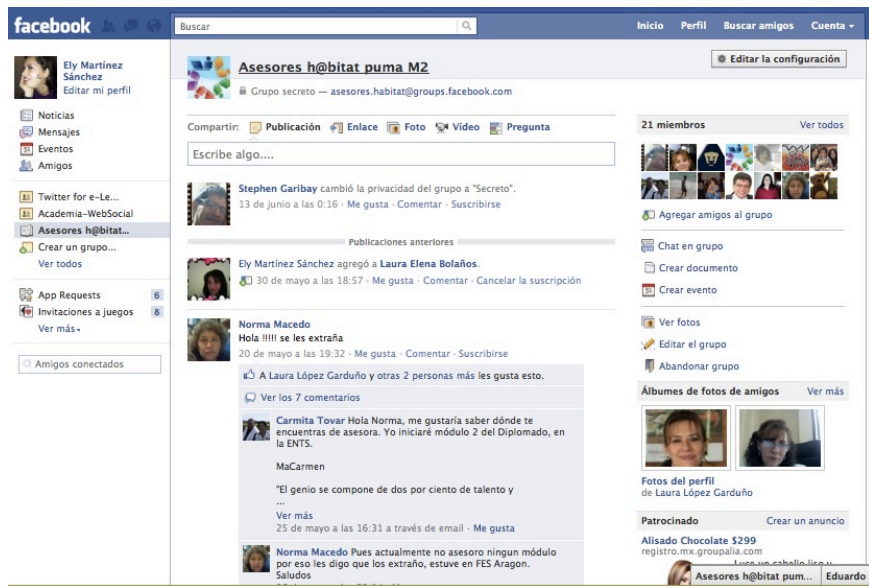 facebook
Buscar
Inicio Perfil Buscar amigos Cuenta
Ely Martínez
Sánchez
Editar mi perfil
Noticias
Mensajes
Eventos
Amigos
Twitter for e-Le...
Academia-WebSocial
Asesores h@bitat...
Crear un grupo...
Ver todos
App Requests 6
Invitaciones a juegos 8
Ver más
Amigos conectados
Asesores h@bitat puma M2
Grupo secreto — asesores.habitat@groups.facebook.com
Editar la configuración
Compartir: Publicación Enlace Foto Vídeo Pregunta
Escribe algo....
Stephen Garibay cambió la privacidad del grupo a "Secreto".
13 de junio a las 0:16 · Me gusta · Comentar · Suscribirse
Publicaciones anteriores
Ely Martínez Sánchez agregó a Laura Elena Bolaños.
30 de mayo a las 18:57 · Me gusta · Comentar · Cancelar la suscripción
Norma Macedo
Hola !!!!! se les extraña
20 de mayo a las 19:32 · Me gusta · Comentar · Suscribirse
A Laura López Garduño y otras 2 personas más les gusta esto.
Ver los 7 comentarios
Carmita Tovar Hola Norma, me gustaría saber dónde te
encuentras de asesora. Yo iniciaré módulo 2 del Diplomado, en
la ENTS.
MaCarmen
"El genio se compone de dos por ciento de talento y
...
Ver más
25 de mayo a las 16:31 a través de email · Me gusta
Norma Macedo Pues actualmente no asesoro ningun módulo
por eso les digo que los extraño, estuve en FES Aragon.
Saludos
21 miembros Ver todos
Agregar amigos al grupo
Chat en grupo
Crear documento
Crear evento
Ver fotos
Editar el grupo
Abandonar grupo
Álbumes de fotos de amigos Ver más
Fotos del perfil
de Laura López Garduño
Patrocinado Crear un anuncio
Alisado Chocolate $299
registro.mx.groupalia.com
Asesores h@bitat pum... Eduardo